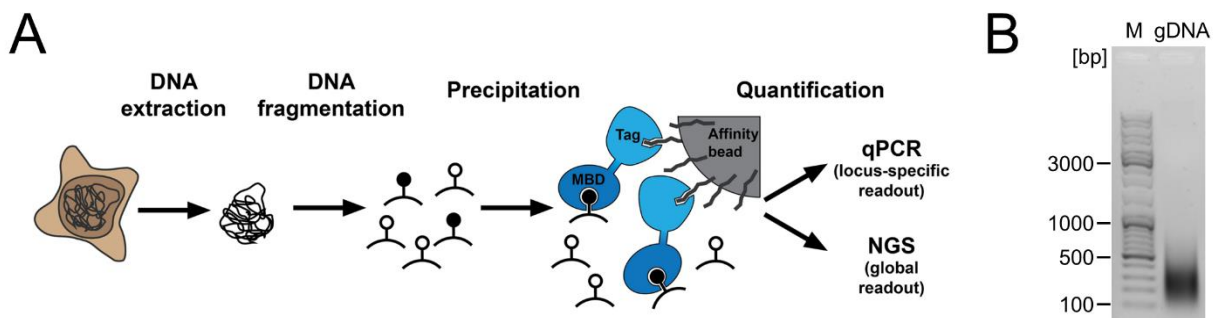 A
DNA
extraction
DNA
fragmentation
Precipitation
Quantification
Tag
Affinity
bead
MBD
qPCR
(locus-specific
readout)
NGS
(global
readout)
B
M gDNA
[bp]
3000
1000
500
100